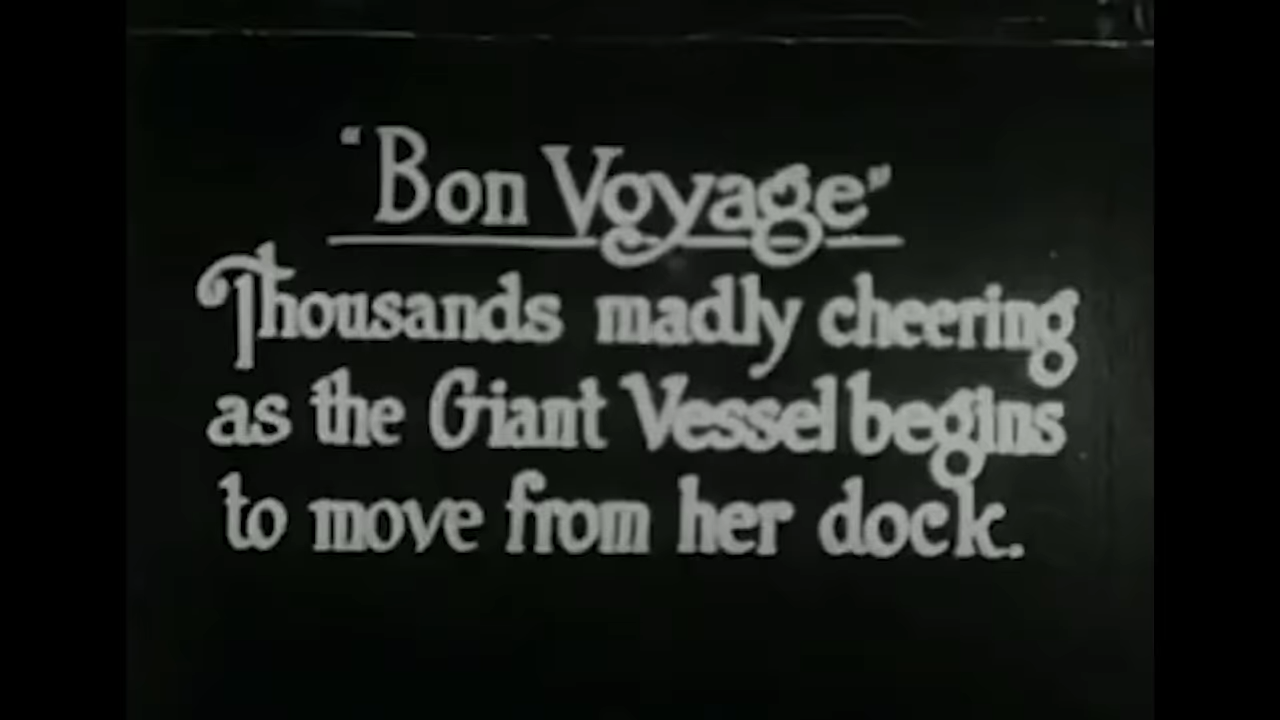 "Bon Voyage"
Thousands madly cheering
as the Giant Vessel begins
to move from her dock.